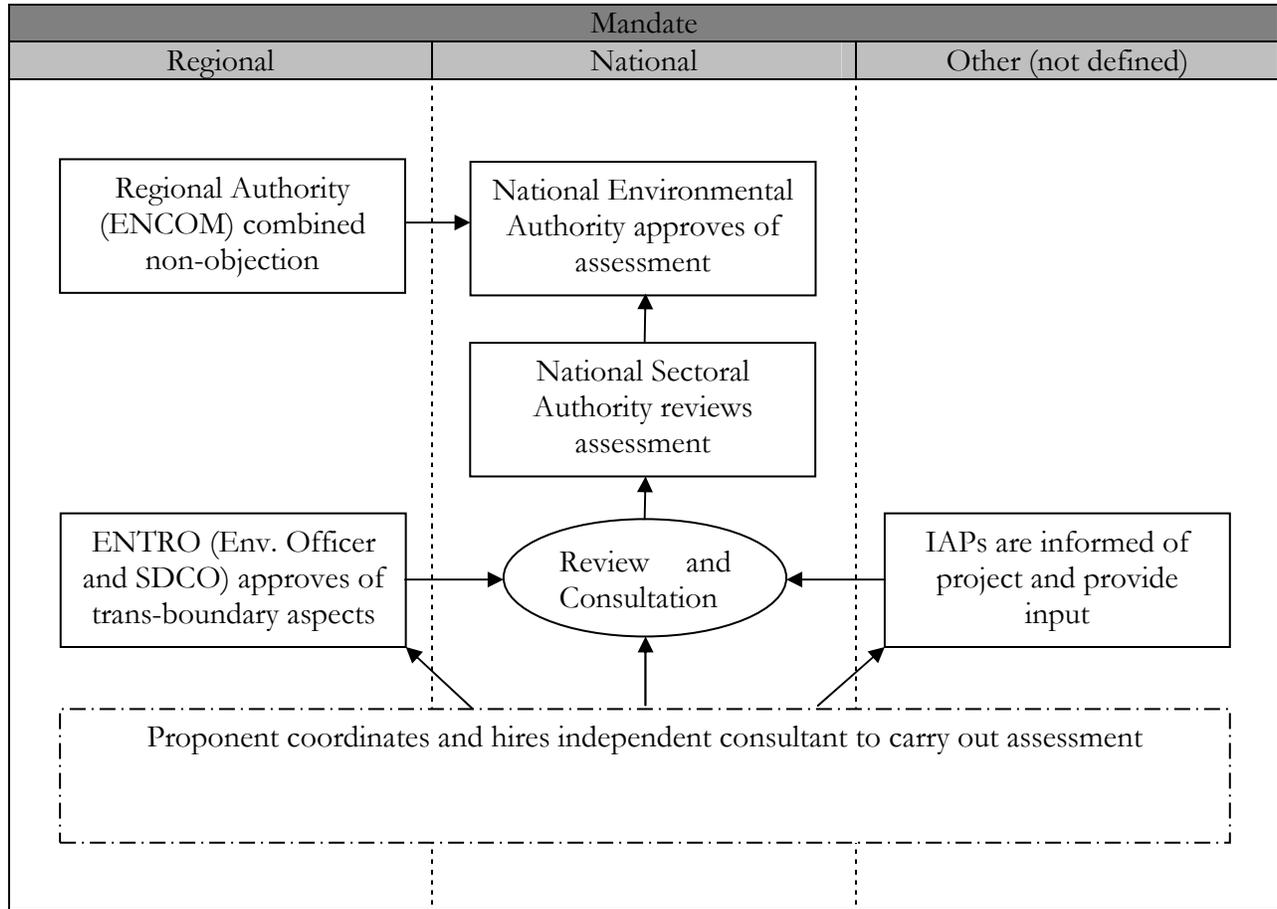 Mandate
Regional
National
Other (not defined)
Regional Authority
(ENCOM) combined
non-objection
National Environmental
Authority approves of
assessment
National Sectoral
Authority reviews
assessment
ENTRO (Env. Officer
and SDCO) approves of
trans-boundary aspects
Review and
Consultation
IAPs are informed of
project and provide
input
Proponent coordinates and hires independent consultant to carry out assessment